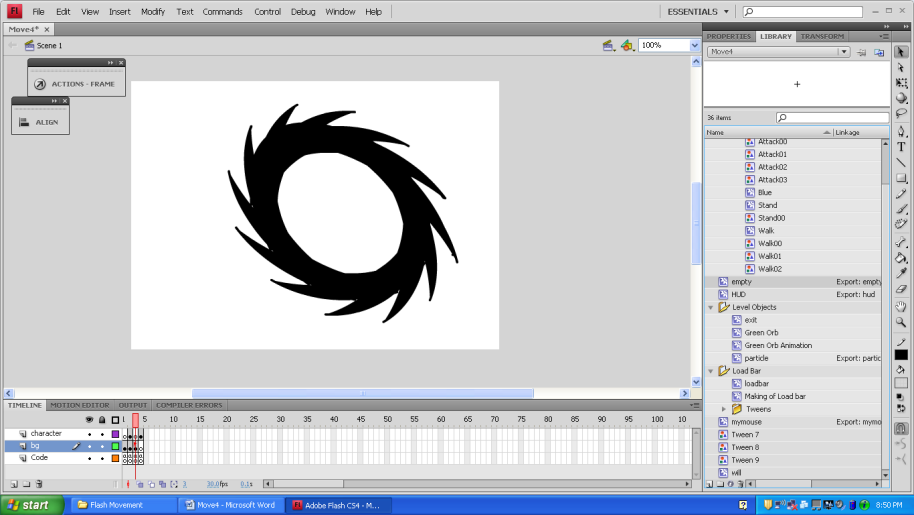 FL File Edit View Insert Modify Text Commands Control Debug Window Help ESSENTIALS
Move4*
Scene 1 100%
ACTIONS - FRAME
ALIGN
PROPERTIES LIBRARY TRANSFORM
Move4
36 items
Name Linkage
Attack00
Attack01
Attack02
Attack03
Blue
Stand
Stand00
Walk
Walk00
Walk01
Walk02
empty Export: empty
HUD Export: hud
Level Objects
exit
Green Orb
Green Orb Animation
particle Export: partic
Load Bar
loadbar
Making of Load bar
Tweens
mymouse Export: mymo
Tween 7
Tween 8
Tween 9
will
TIMELINE MOTION EDITOR OUTPUT COMPILER ERRORS
1 5 10 15 20 25 30 35 40 45 50 55 60 65 70 75 80 85 90 95 100 10
character
bg
Code
3 30.0fps 0.1s
start Flash Movement Move4 - Microsoft Word Adobe Flash CS4 - M... 8:50 PM